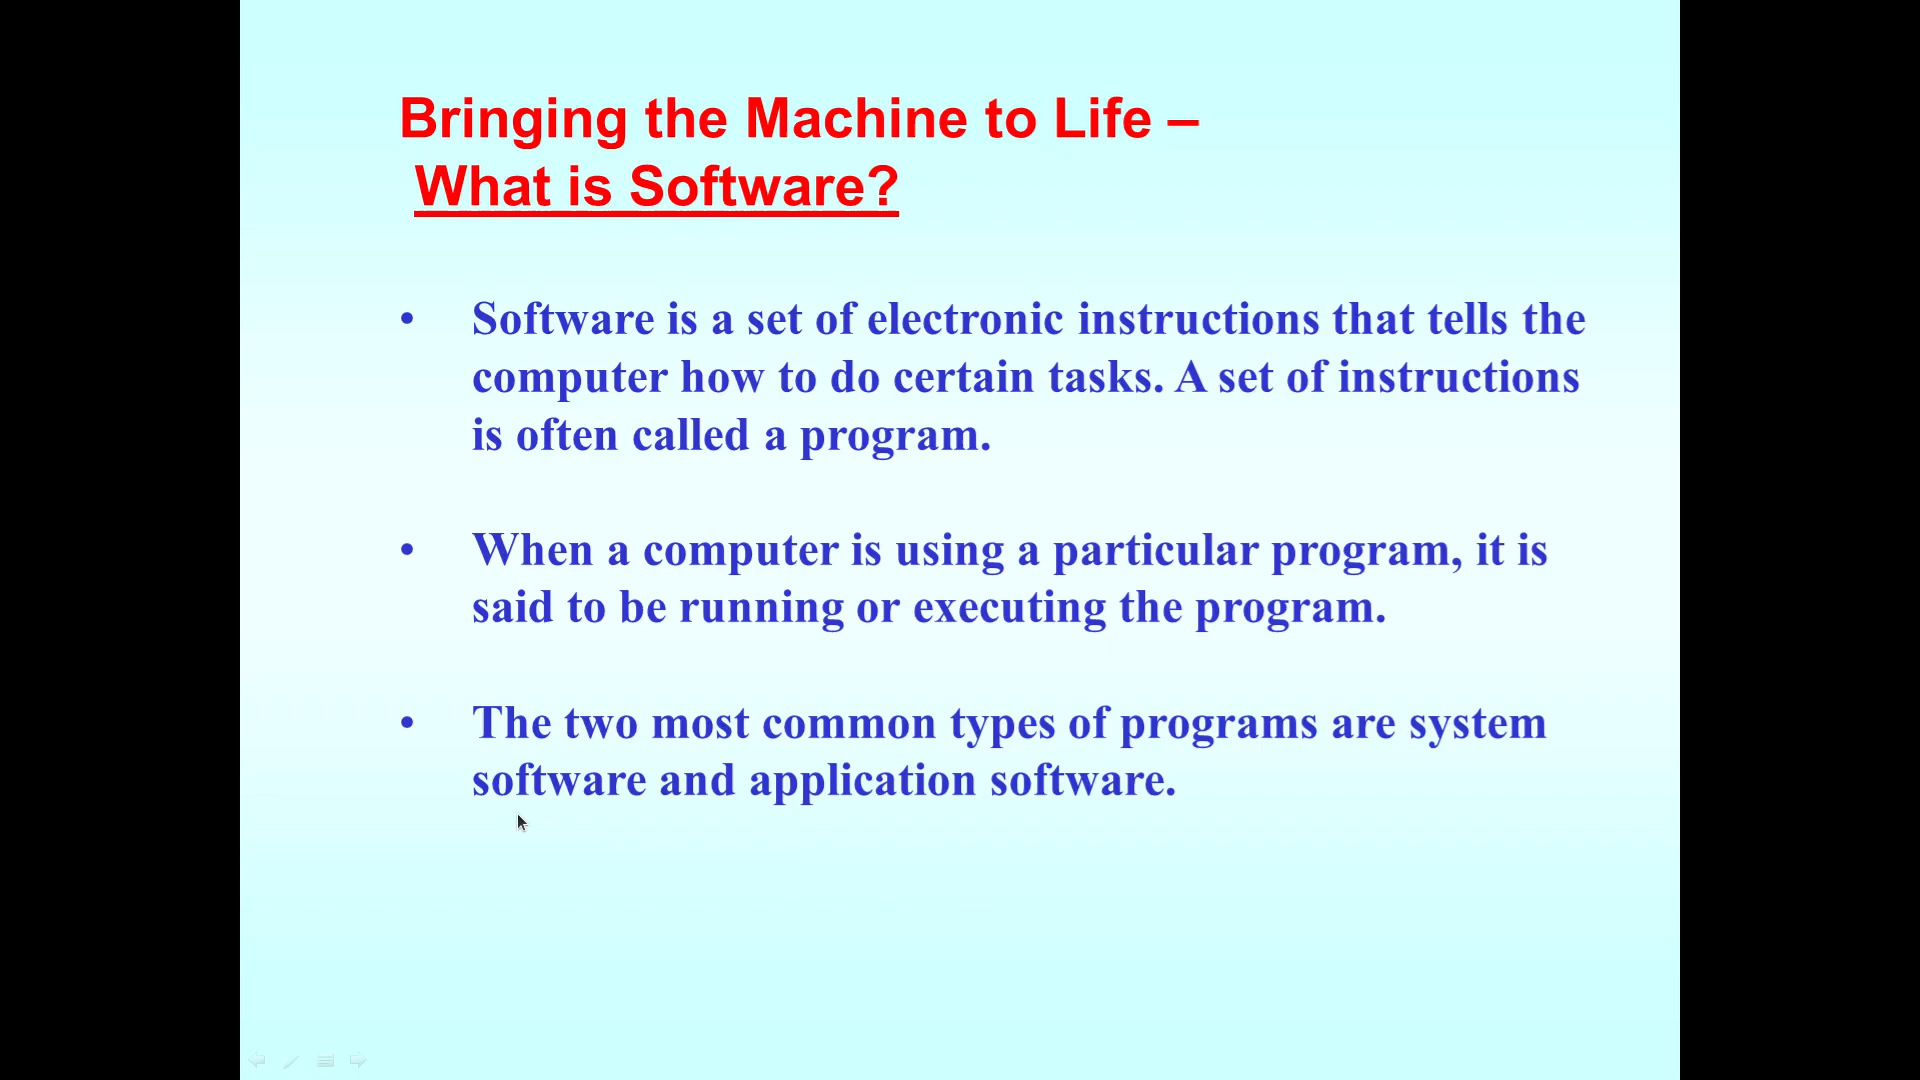 Bringing the Machine to Life –
What is Software?
• Software is a set of electronic instructions that tells the
computer how to do certain tasks. A set of instructions
is often called a program.
• When a computer is using a particular program, it is
said to be running or executing the program.
• The two most common types of programs are system
software and application software.